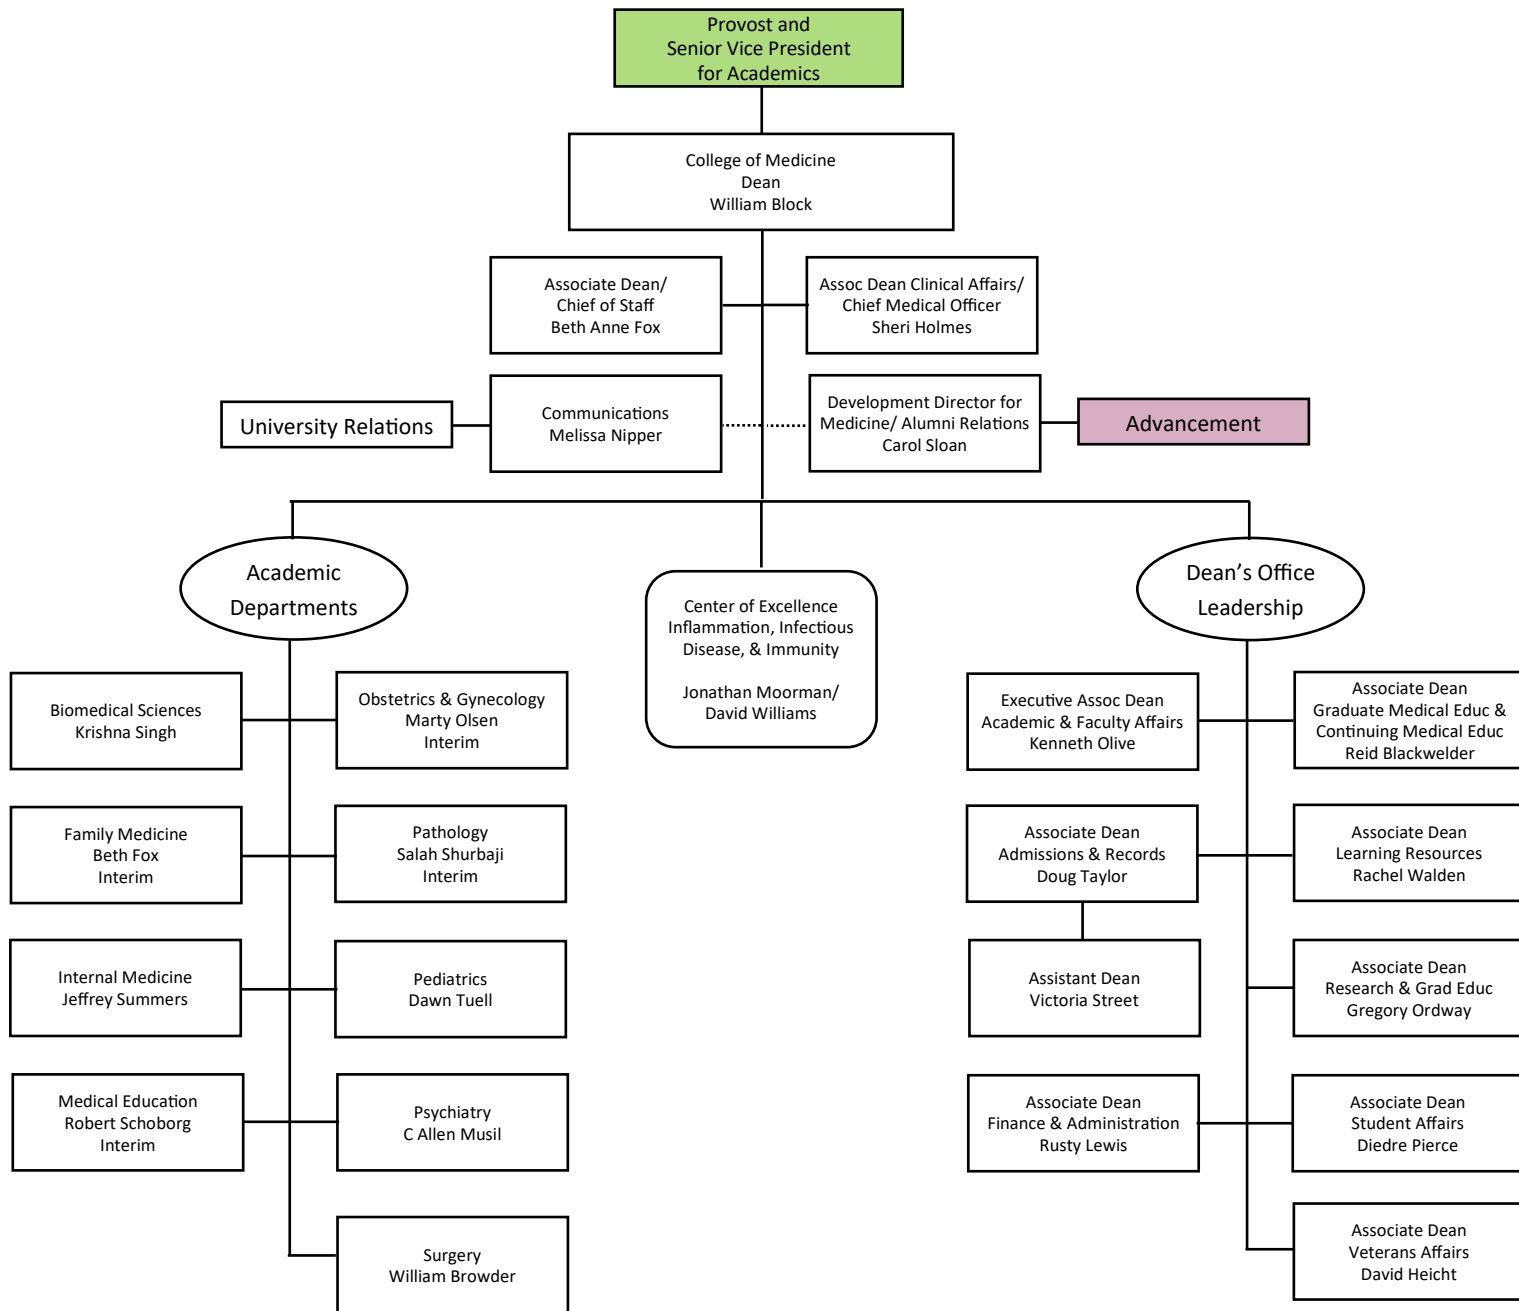 Provost and
Senior Vice President
for Academics
College of Medicine
Dean
William Block
Associate Dean/
Chief of Staff
Beth Anne Fox
Assoc Dean Clinical Affairs/
Chief Medical Officer
Sheri Holmes
University Relations
Communications
Melissa Nipper
Development Director for
Medicine/ Alumni Relations
Carol Sloan
Advancement
Academic
Departments
Center of Excellence
Inflammation, Infectious
Disease, & Immunity
Jonathan Moorman/
David Williams
Dean’s Office
Leadership
Biomedical Sciences
Krishna Singh
Obstetrics & Gynecology
Marty Olsen
Interim
Family Medicine
Beth Fox
Interim
Pathology
Salah Shurbaji
Interim
Internal Medicine
Jeffrey Summers
Pediatrics
Dawn Tuell
Medical Education
Robert Schoborg
Interim
Psychiatry
C Allen Musil
Surgery
William Browder
Executive Assoc Dean
Academic & Faculty Affairs
Kenneth Olive
Associate Dean
Graduate Medical Educ &
Continuing Medical Educ
Reid Blackwelder
Associate Dean
Admissions & Records
Doug Taylor
Associate Dean
Learning Resources
Rachel Walden
Assistant Dean
Victoria Street
Associate Dean
Research & Grad Educ
Gregory Ordway
Associate Dean
Finance & Administration
Rusty Lewis
Associate Dean
Student Affairs
Diedre Pierce
Associate Dean
Veterans Affairs
David Heicht